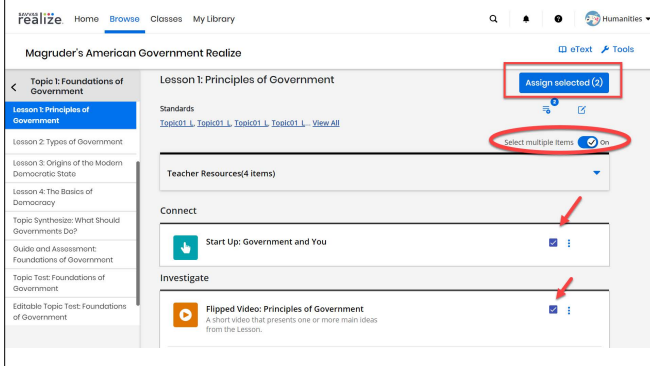 SAVVAS
realize. Home Browse Classes My Library Humanities
Magruder's American Government Realize eText Tools
Topic 1: Foundations of
Government
Lesson 1: Principles of
Government
Lesson 2: Types of Government
Lesson 3: Origins of the Modern
Democratic State
Lesson 4: The Basics of
Democracy
Topic Synthesize: What Should
Governments Do?
Guide and Assessment:
Foundations of Government
Topic Test: Foundations of
Government
Editable Topic Test: Foundations
of Government
Lesson 1: Principles of Government
Assign selected (2)
Standards
2
Topic01_L, Topic01_L, Topic01_L, Topic01_L... View All
Select multiple items On
Teacher Resources(4 items)
Connect
Start Up: Government and You
Investigate
Flipped Video: Principles of Government
A short video that presents one or more main ideas
from the Lesson.